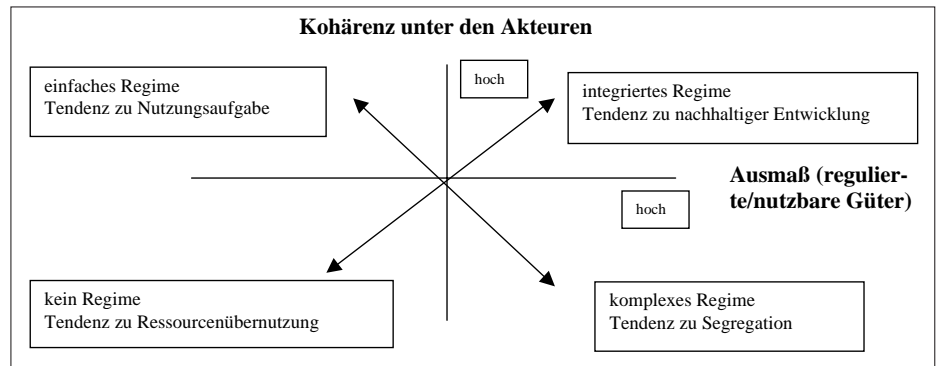 Kohärenz unter den Akteuren
einfaches Regime
Tendenz zu Nutzungsaufgabe
hoch
integriertes Regime
Tendenz zu nachhaltiger Entwicklung
Ausmaß (regulier-
te/nutzbare Güter)
hoch
kein Regime
Tendenz zu Ressourcenübernutzung
komplexes Regime
Tendenz zu Segregation